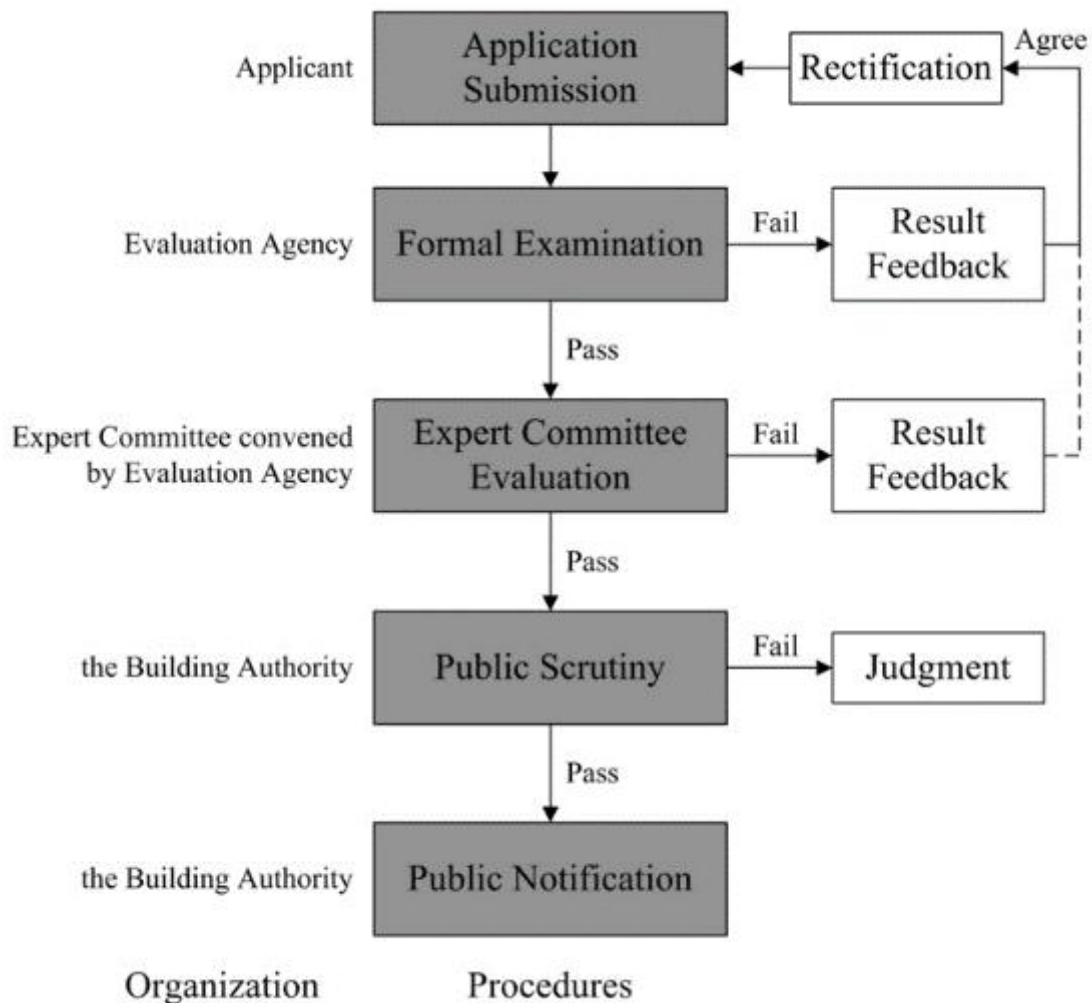 Applicant
Application
Submission
Rectification
Agree
Evaluation Agency
Formal Examination
Fail
Result
Feedback
Pass
Expert Committee convened
by Evaluation Agency
Expert Committee
Evaluation
Fail
Result
Feedback
Pass
the Building Authority
Public Scrutiny
Fail
Judgment
Pass
the Building Authority
Public Notification
Organization
Procedures